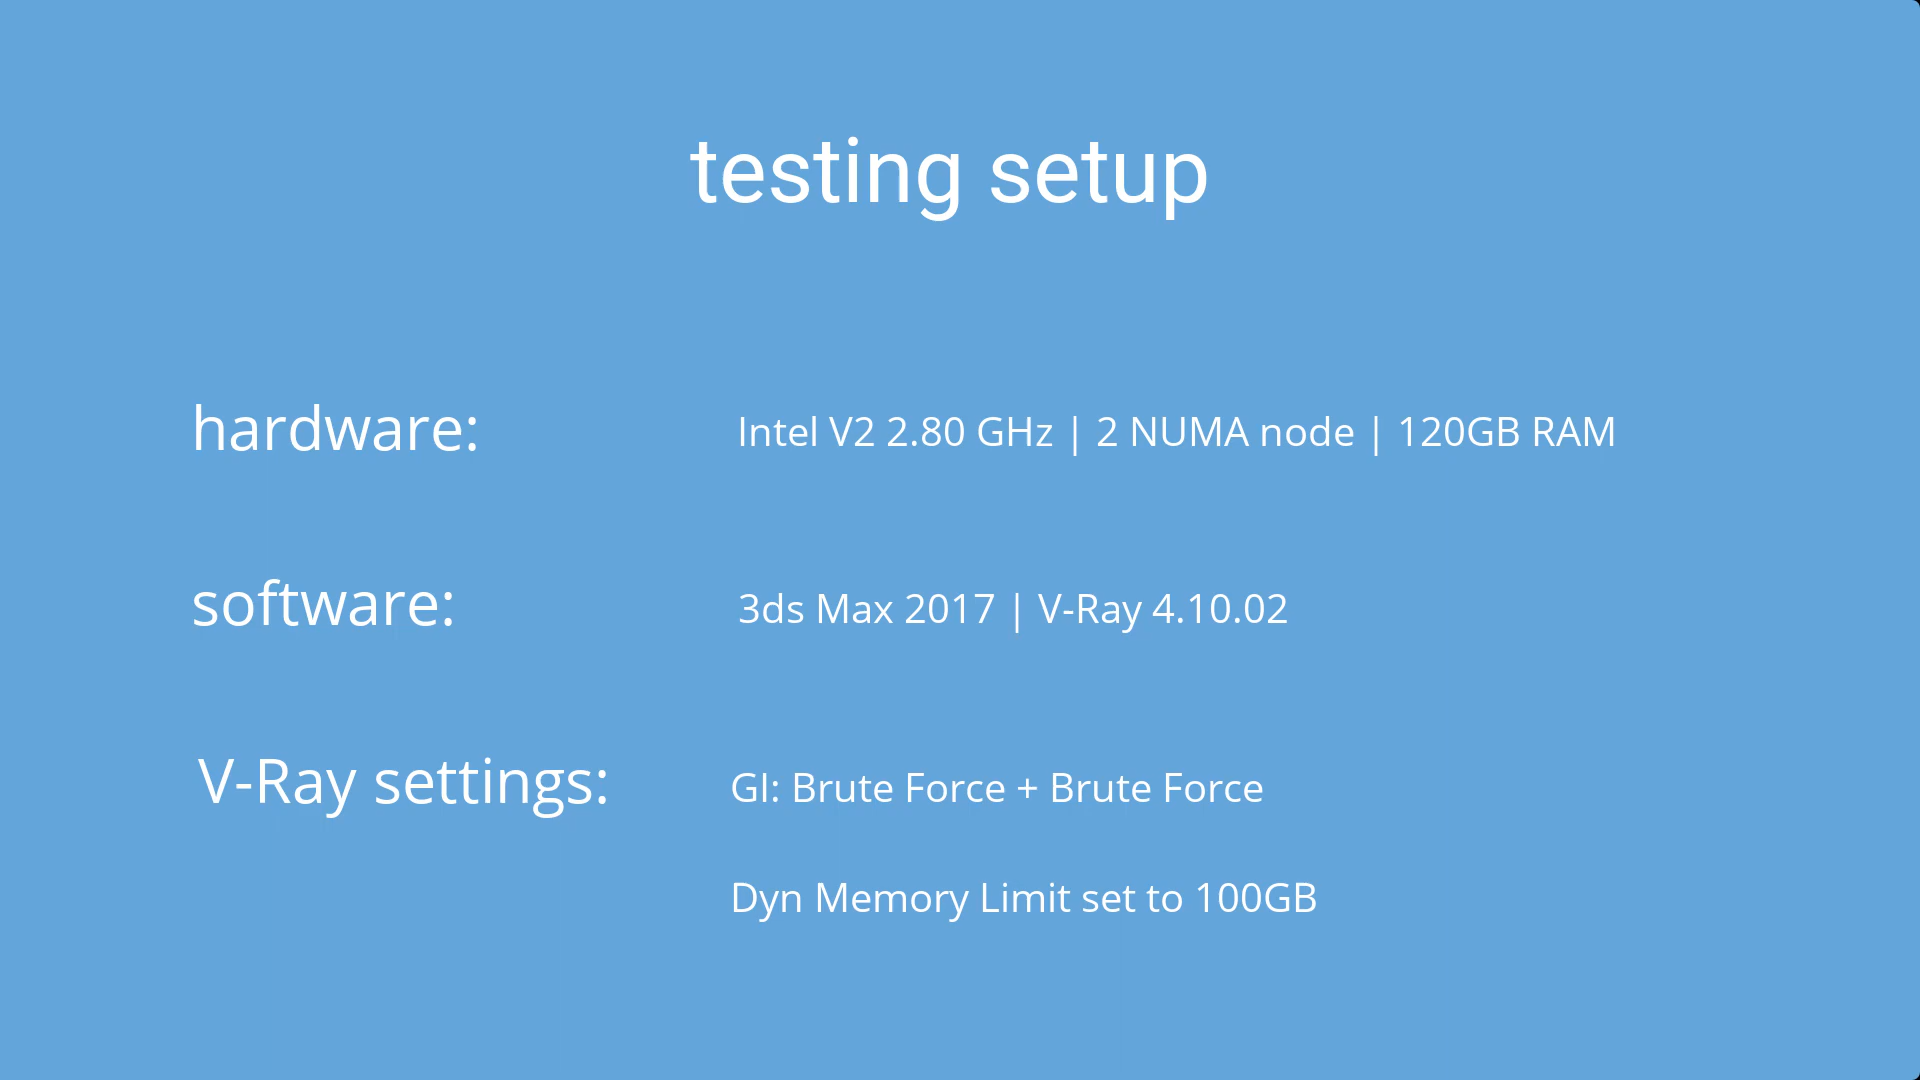 testing setup
hardware: Intel V2 2.80 GHz | 2 NUMA node | 120GB RAM
software: 3ds Max 2017 | V-Ray 4.10.02
V-Ray settings: GI: Brute Force + Brute Force
Dyn Memory Limit set to 100GB